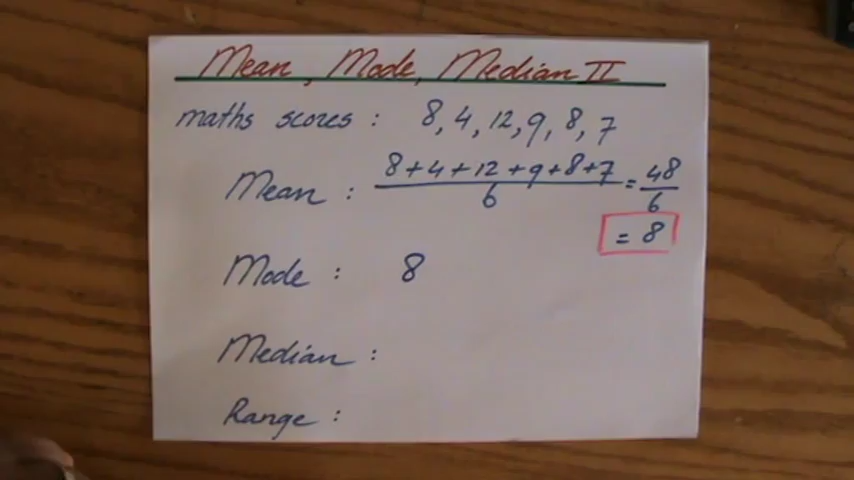 Mean, Mode, Median II
maths scores : 8, 4, 12, 9, 8, 7
Mean : 8+4+12+9+8+7 / 6 = 48 / 6
= 8
Mode : 8
Median :
Range :